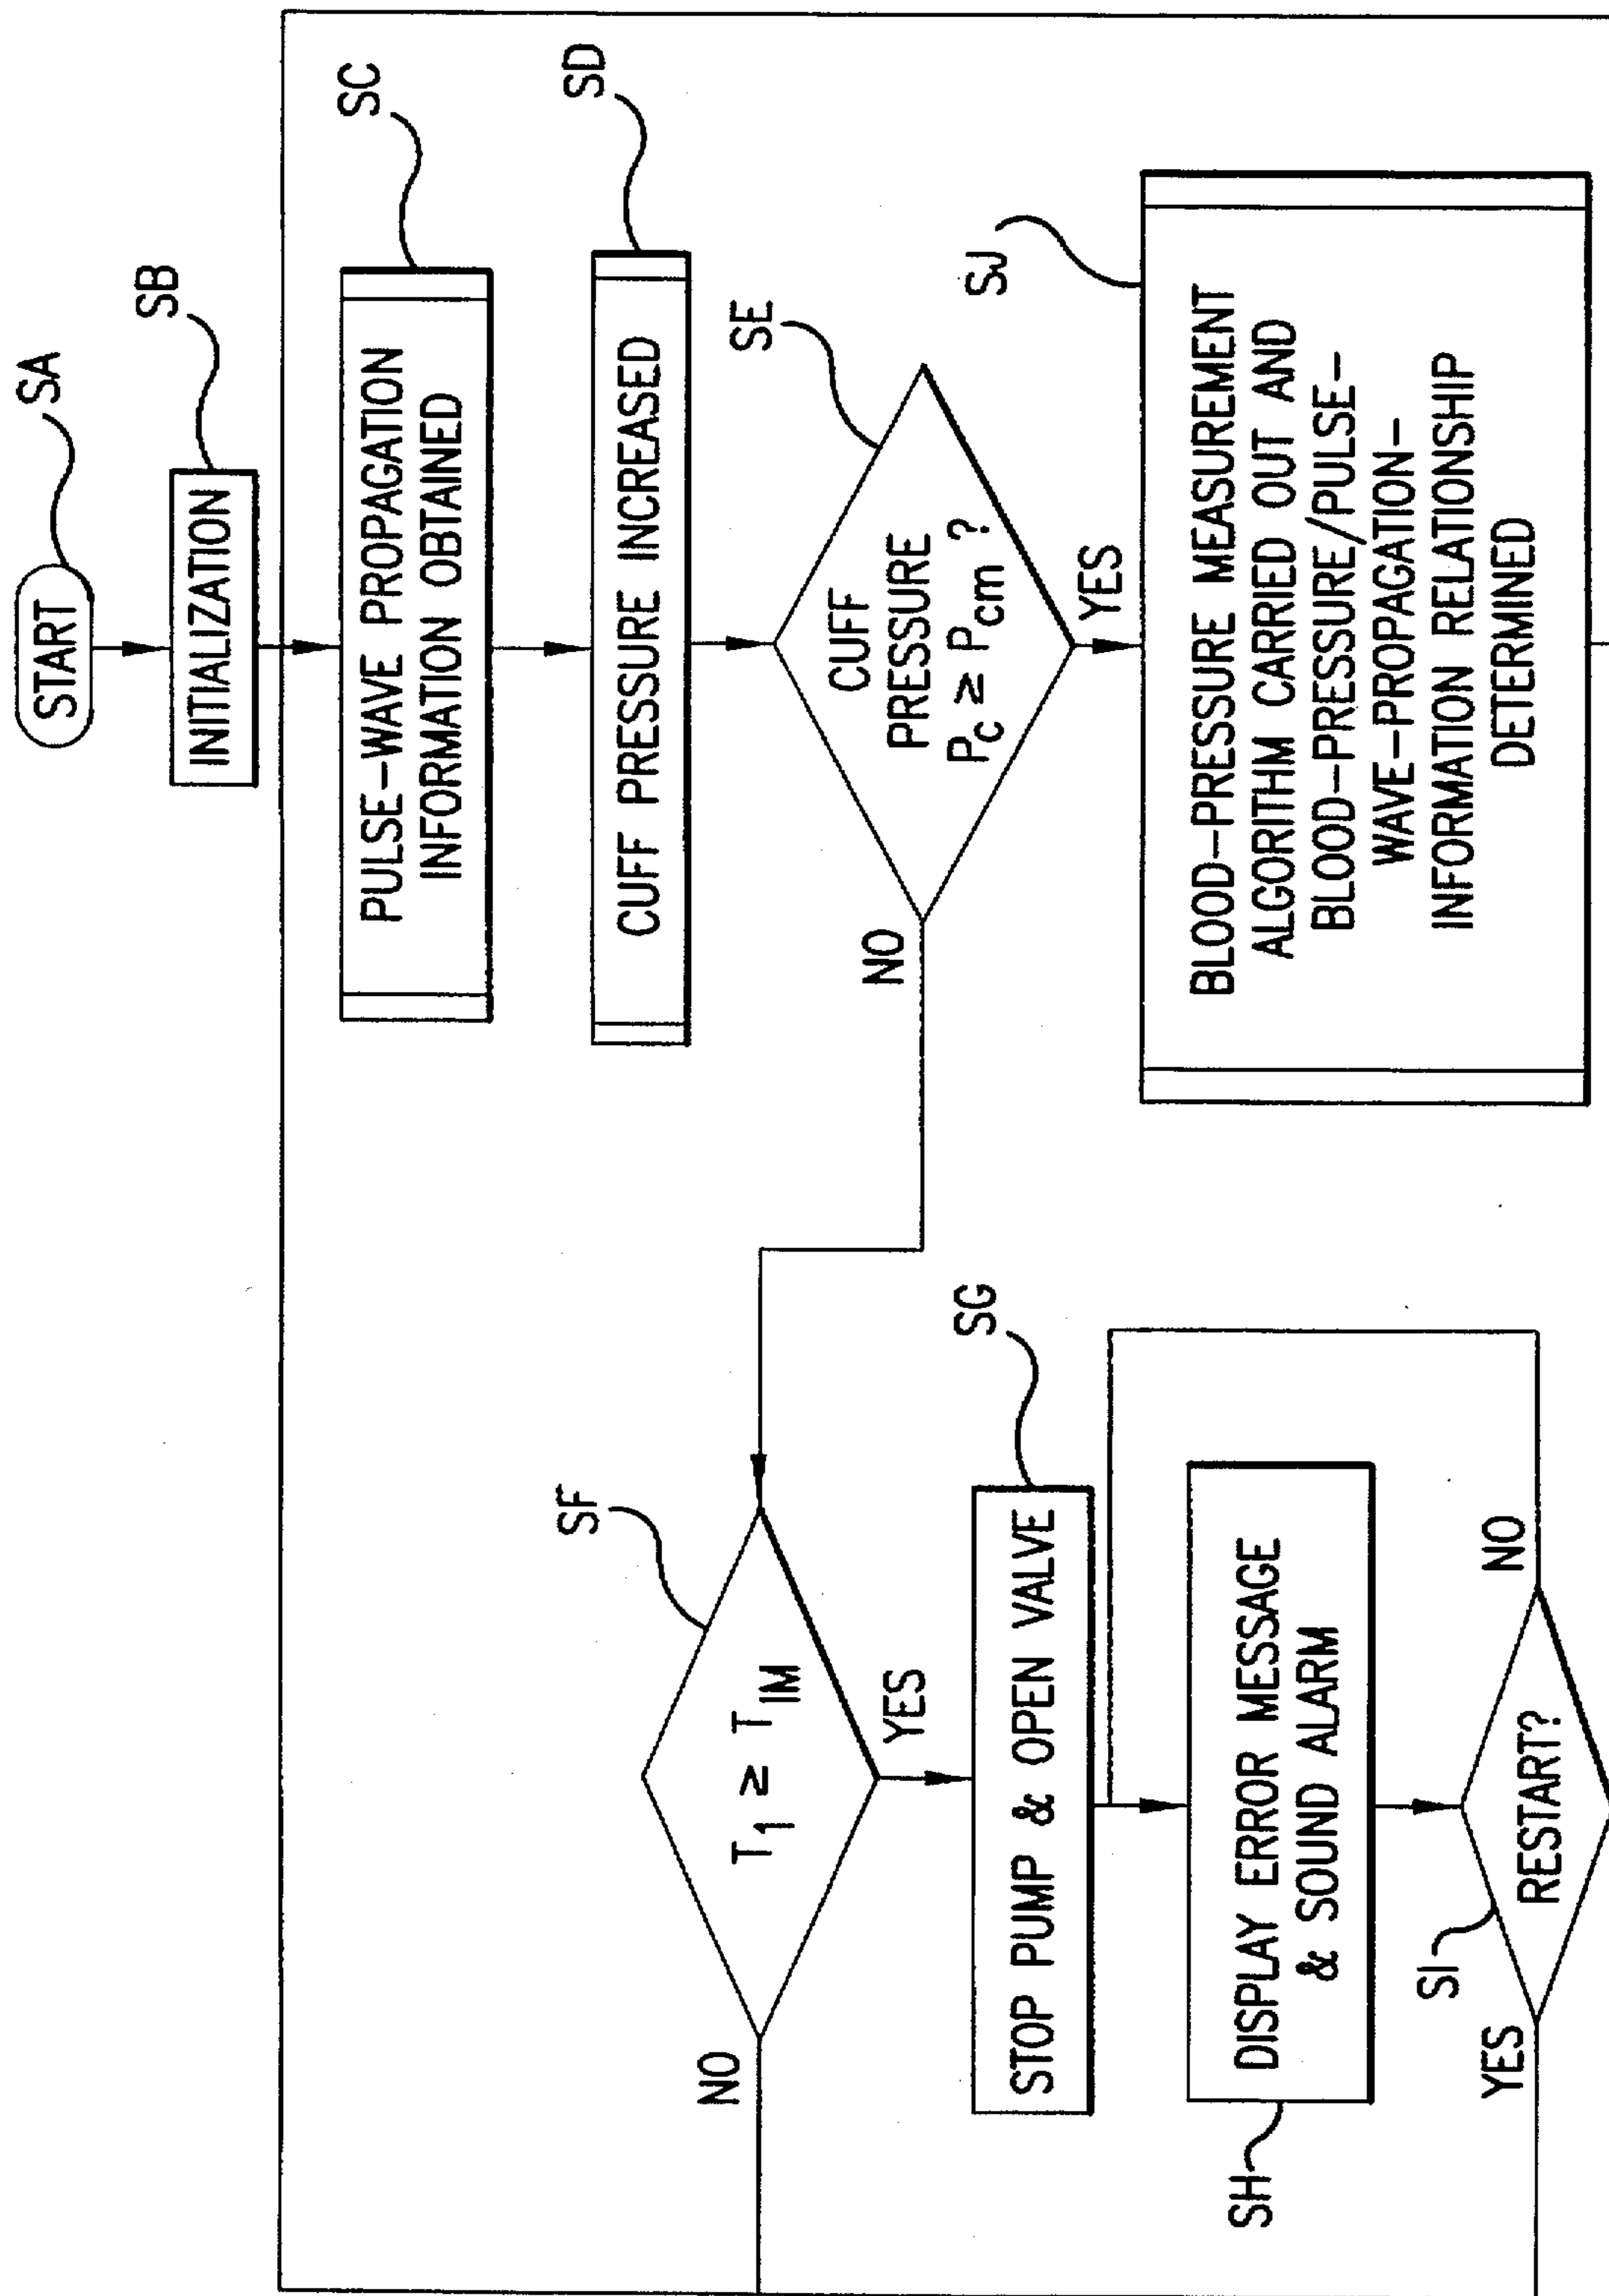 START
SA
INITIALIZATION
SB
PULSE-WAVE PROPAGATION
INFORMATION OBTAINED
SC
CUFF PRESSURE INCREASED
SD
CUFF
PRESSURE
Pc ≥ Pcm ?
SE
NO
YES
BLOOD-PRESSURE MEASUREMENT
ALGORITHM CARRIED OUT AND
BLOOD-PRESSURE/PULSE-
WAVE-PROPAGATION-
INFORMATION RELATIONSHIP
DETERMINED
SJ
T1 ≥ TIM
SF
NO
YES
STOP PUMP & OPEN VALVE
SG
DISPLAY ERROR MESSAGE
& SOUND ALARM
SH
RESTART?
SI
YES
NO